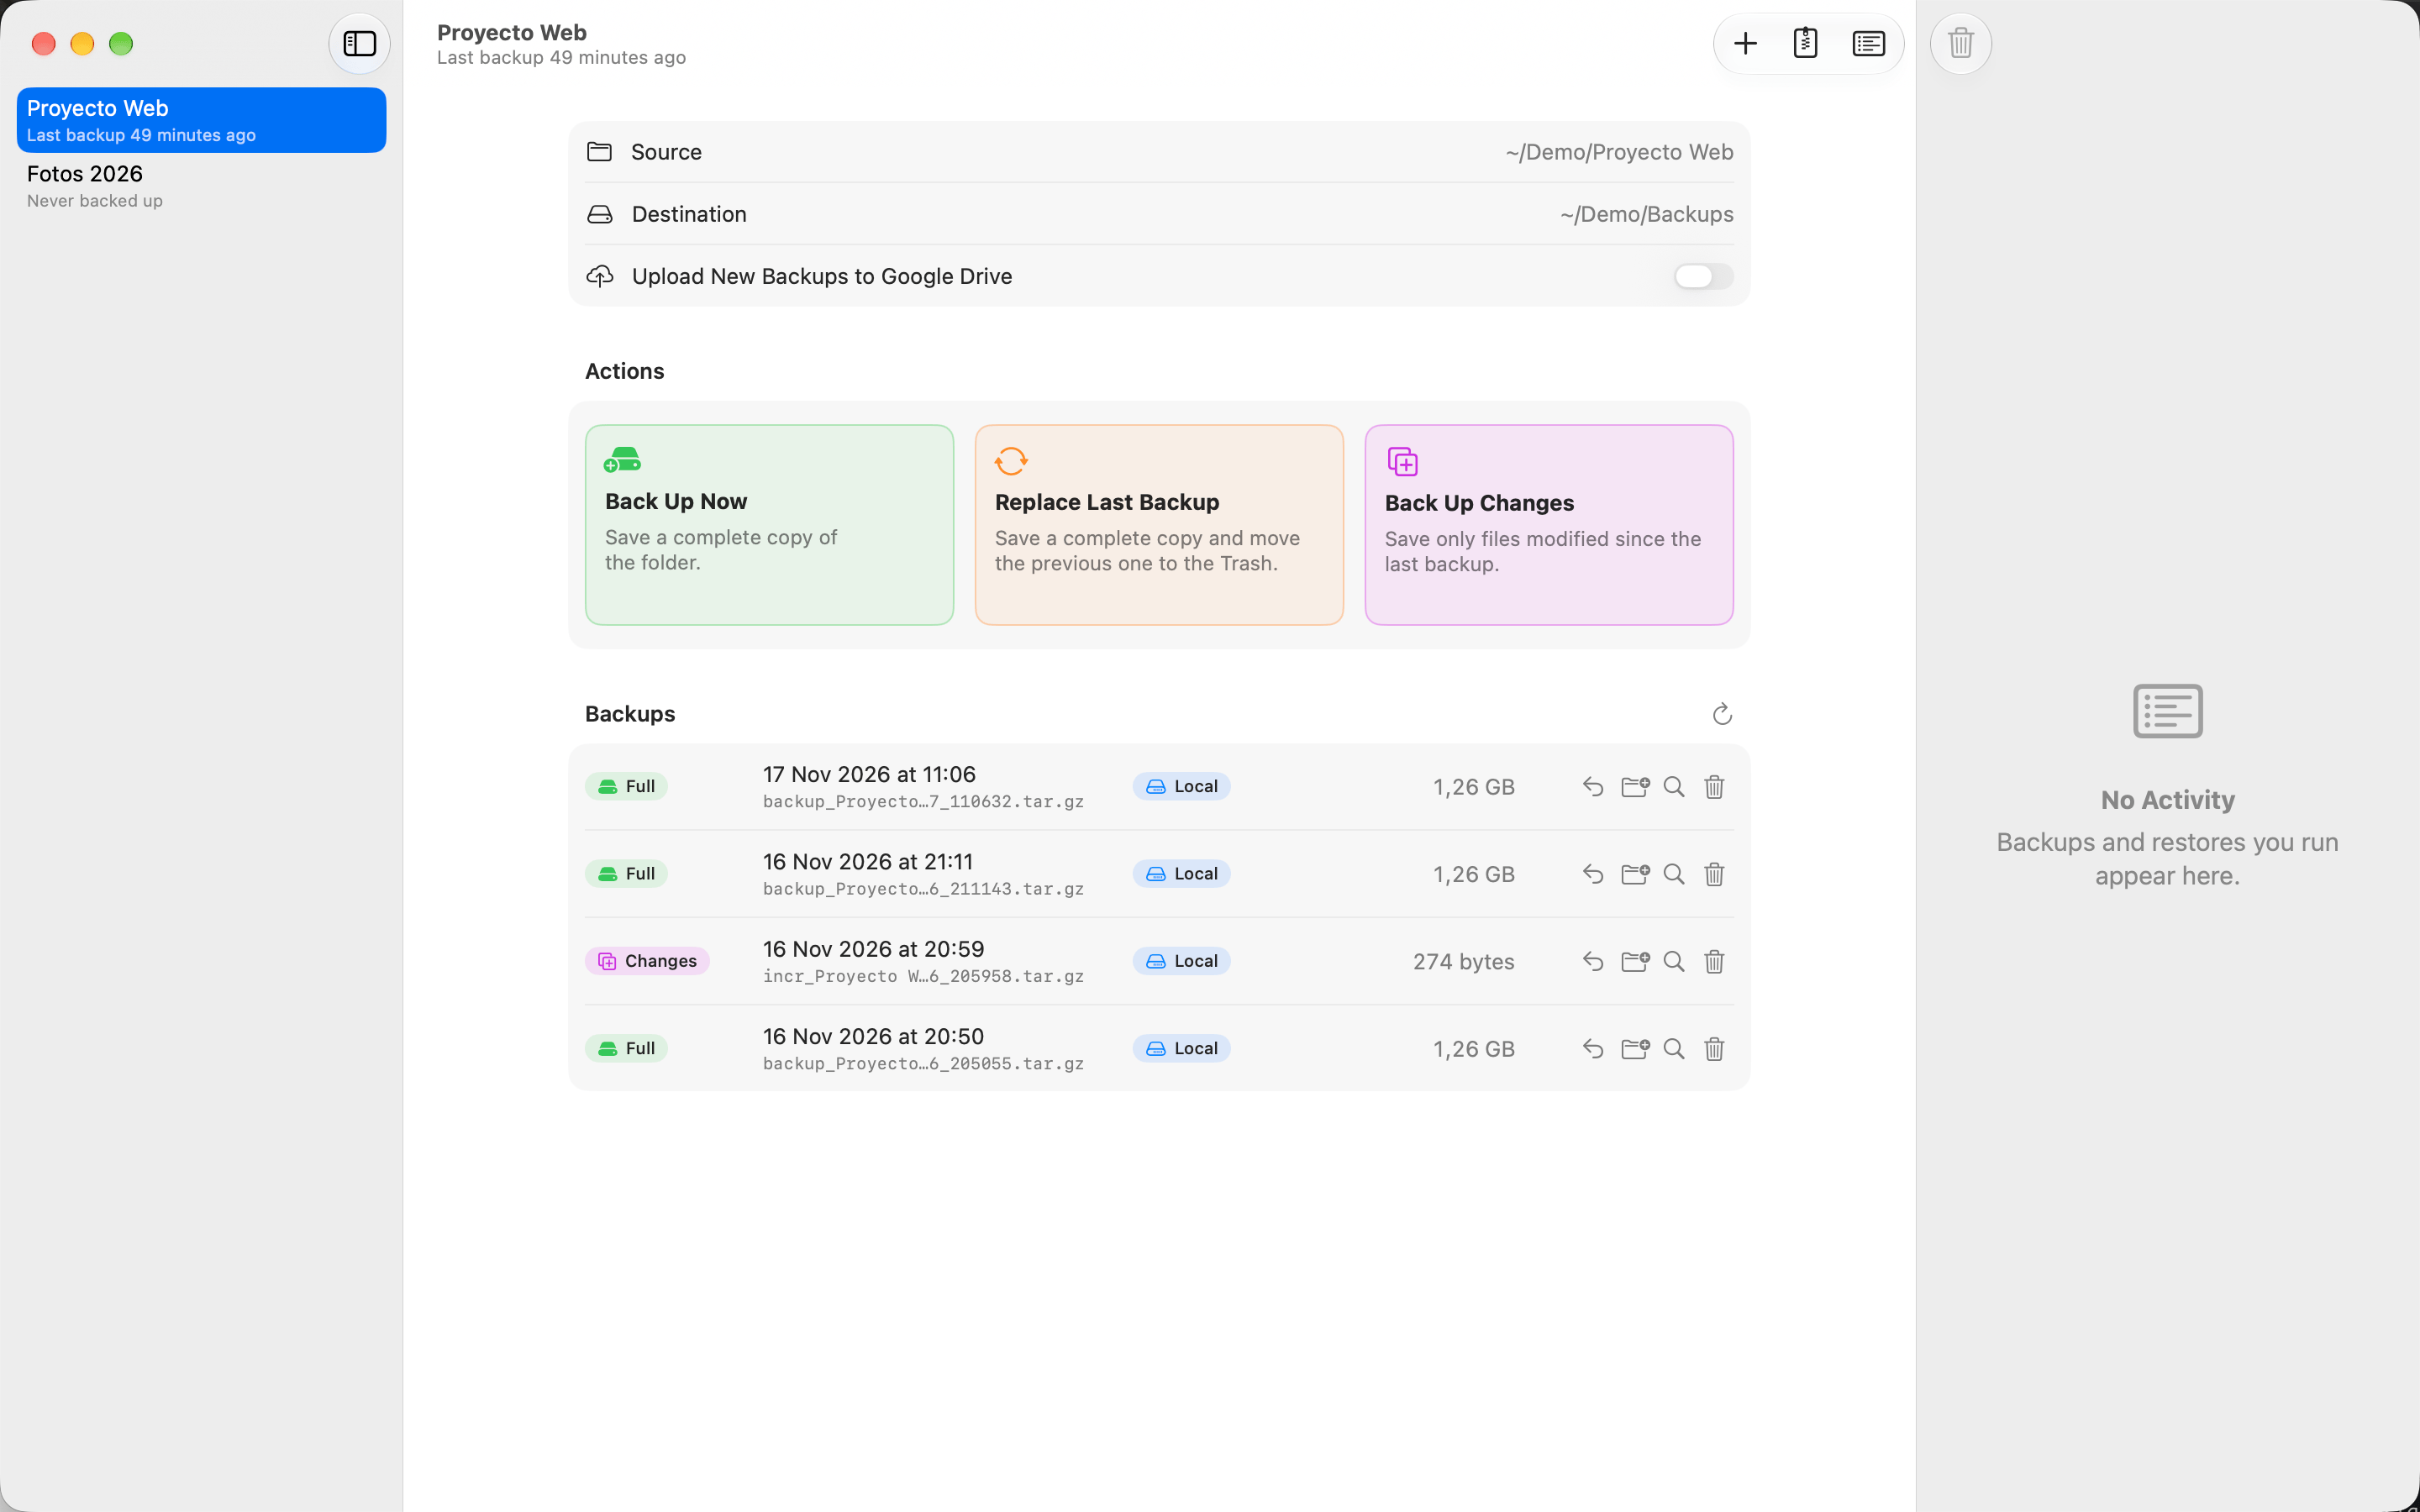 Proyecto Web
Last backup 49 minutes ago
Fotos 2026
Never backed up
Proyecto Web
Last backup 49 minutes ago
Source
~/Demo/Proyecto Web
Destination
~/Demo/Backups
Upload New Backups to Google Drive
Actions
Back Up Now
Save a complete copy of
the folder.
Replace Last Backup
Save a complete copy and move
the previous one to the Trash.
Back Up Changes
Save only files modified since the
last backup.
Backups
Full
17 Nov 2026 at 11:06
backup_Proyecto…7_110632.tar.gz
Local
1,26 GB
Full
16 Nov 2026 at 21:11
backup_Proyecto…6_211143.tar.gz
Local
1,26 GB
Changes
16 Nov 2026 at 20:59
incr_Proyecto W…6_205958.tar.gz
Local
274 bytes
Full
16 Nov 2026 at 20:50
backup_Proyecto…6_205055.tar.gz
Local
1,26 GB
No Activity
Backups and restores you run
appear here.